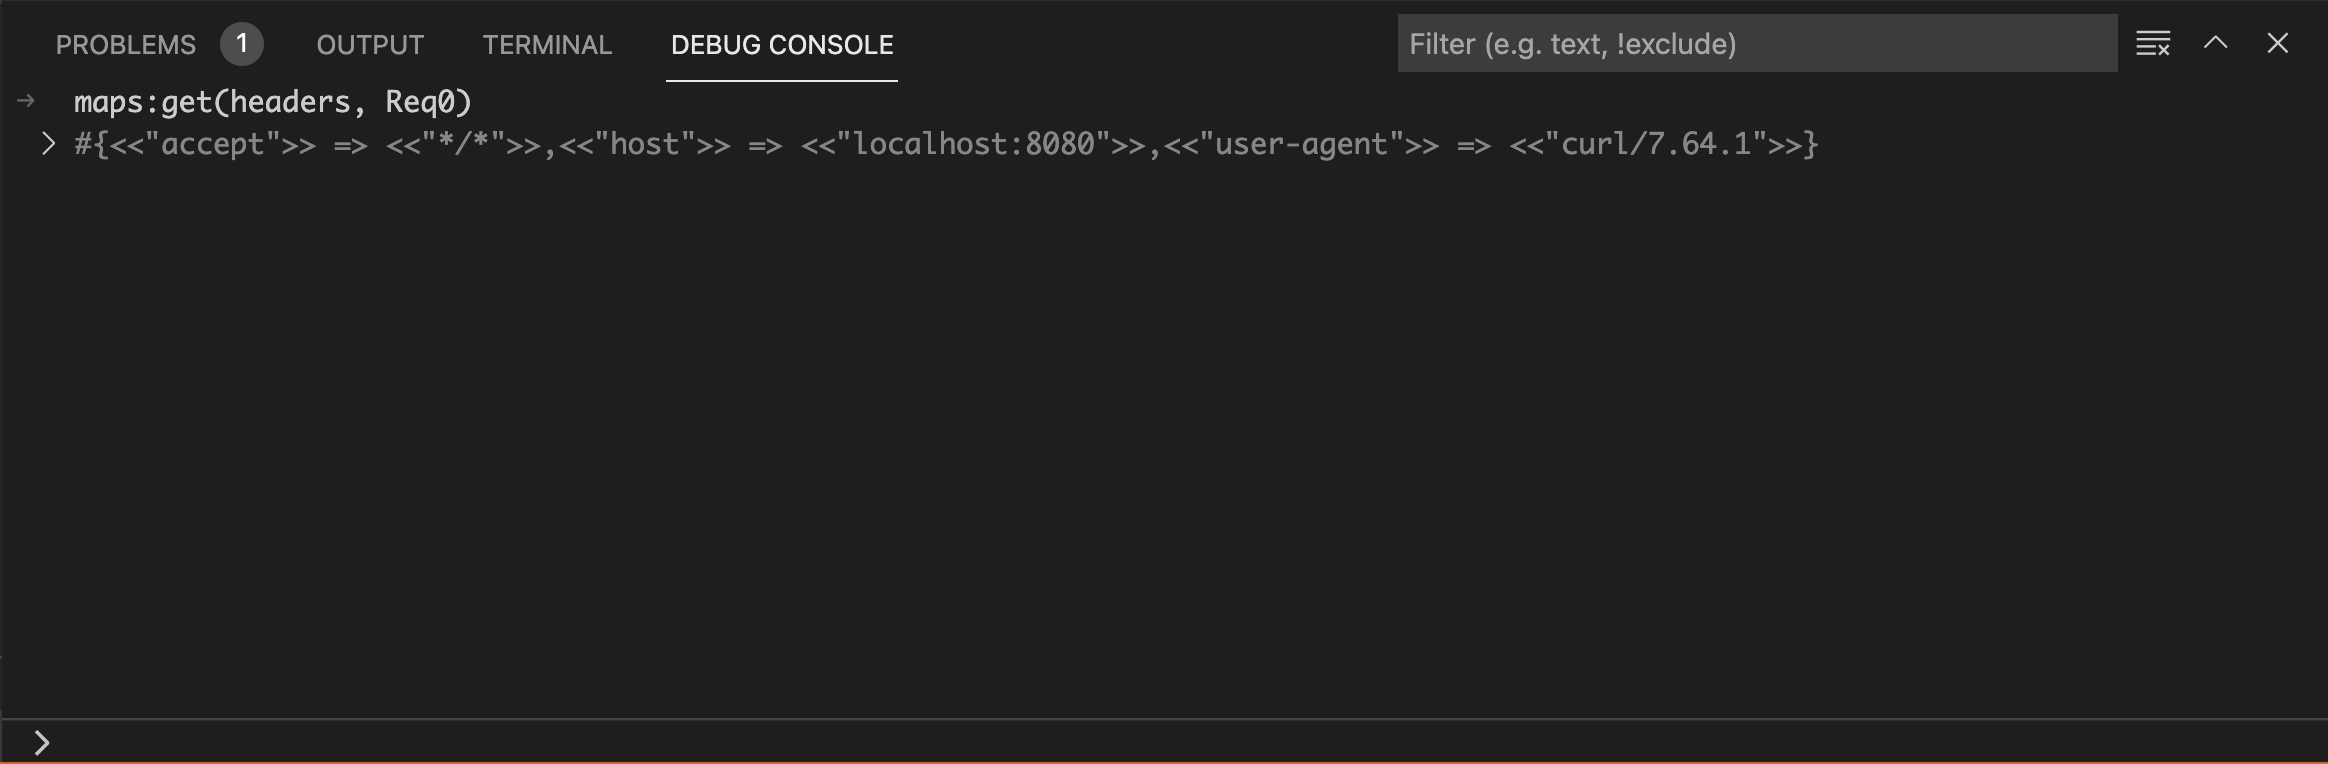 PROBLEMS 1 OUTPUT TERMINAL DEBUG CONSOLE Filter (e.g. text, !exclude)
maps:get(headers, Req0)
#{<<"accept">> => <<"*/*">>,<<"host">> => <<"localhost:8080">>,<<"user-agent">> => <<"curl/7.64.1">>}